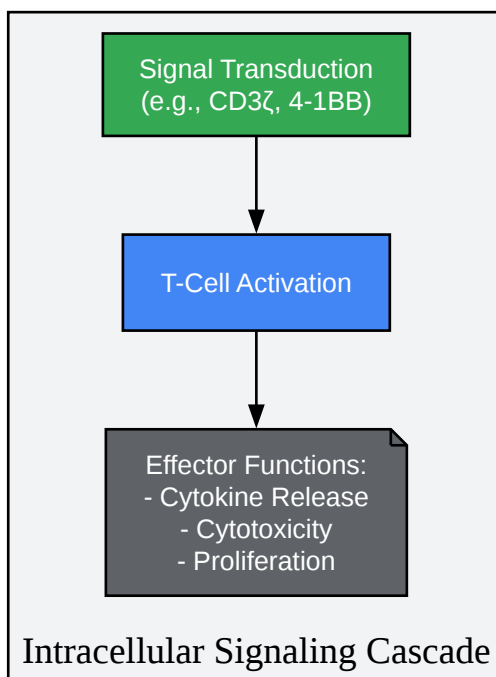 Signal Transduction
(e.g., CD3ζ, 4-1BB)
T-Cell Activation
Effector Functions:
- Cytokine Release
- Cytotoxicity
- Proliferation
Intracellular Signaling Cascade